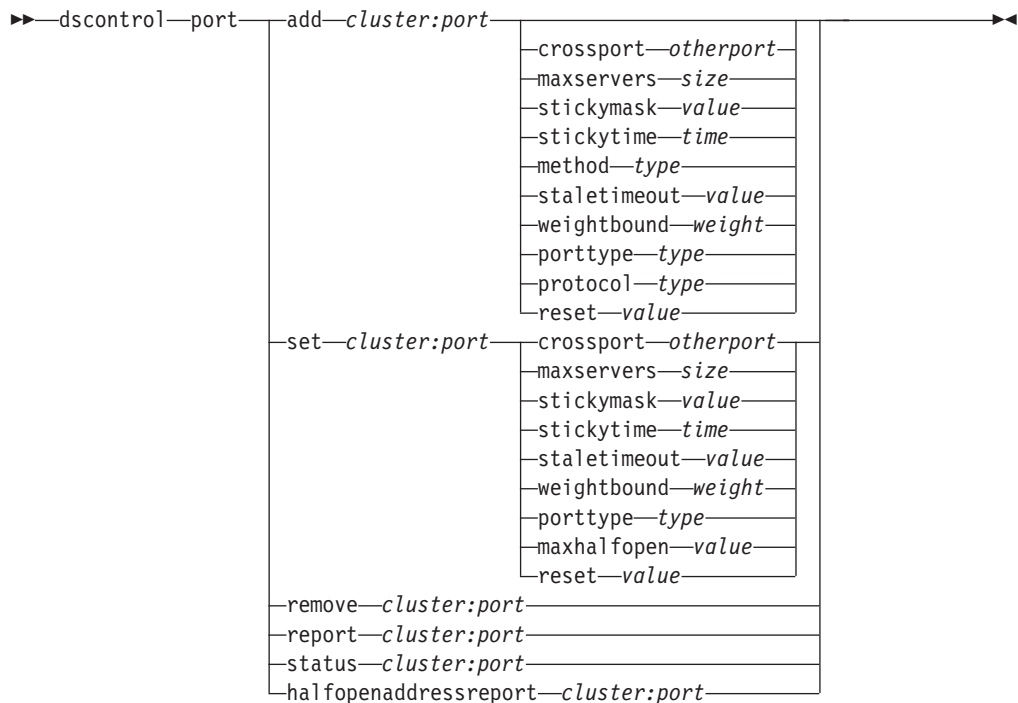 dscontrol port add cluster:port
crossport otherport
maxservers size
stickymask value
stickytime time
method type
staletimeout value
weightbound weight
porttype type
protocol type
reset value
set cluster:port crossport otherport
maxservers size
stickymask value
stickytime time
staletimeout value
weightbound weight
porttype type
maxhalfopen value
reset value
remove cluster:port
report cluster:port
status cluster:port
halfopenaddressreport cluster:port